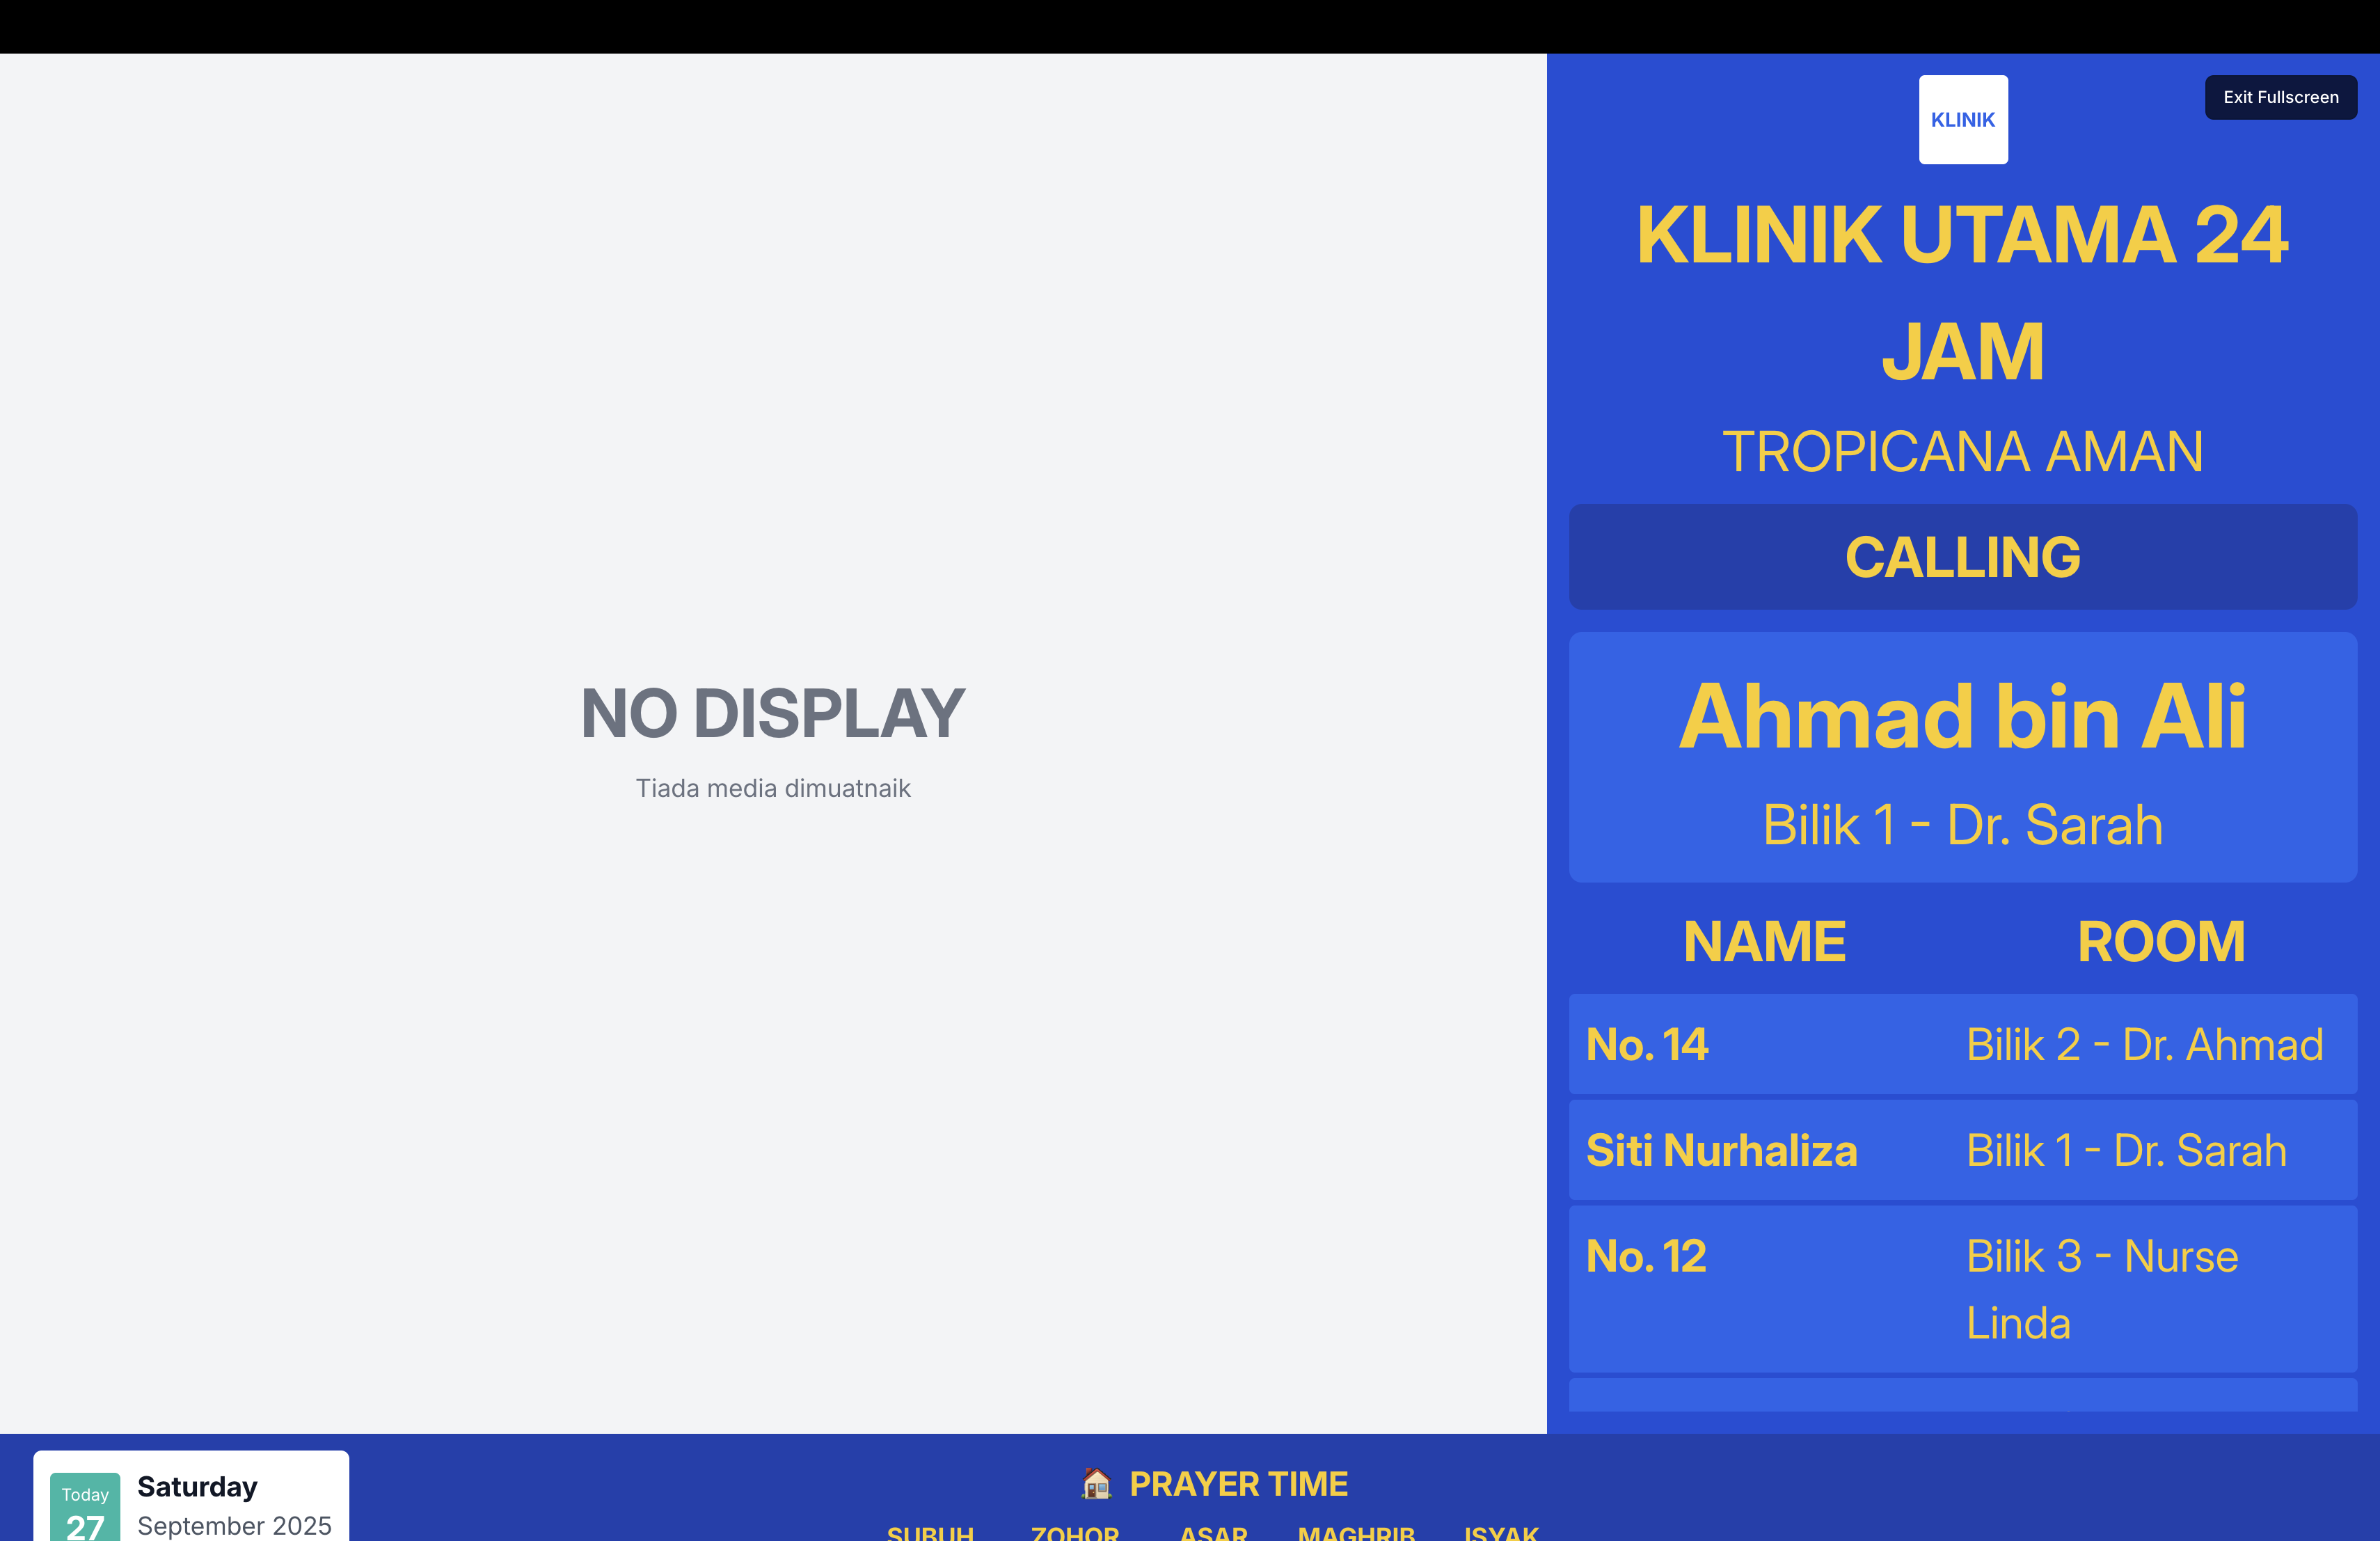 NO DISPLAY
Tiada media dimuatnaik
KLINIK
Exit Fullscreen
KLINIK UTAMA 24
JAM
TROPICANA AMAN
CALLING
Ahmad bin Ali
Bilik 1 - Dr. Sarah
NAME ROOM
No. 14 Bilik 2 - Dr. Ahmad
Siti Nurhaliza Bilik 1 - Dr. Sarah
No. 12 Bilik 3 - Nurse
Linda
Today
27
Saturday
September 2025
PRAYER TIME
SUBUH ZOHOR ASAR MAGHRIB ISYAK